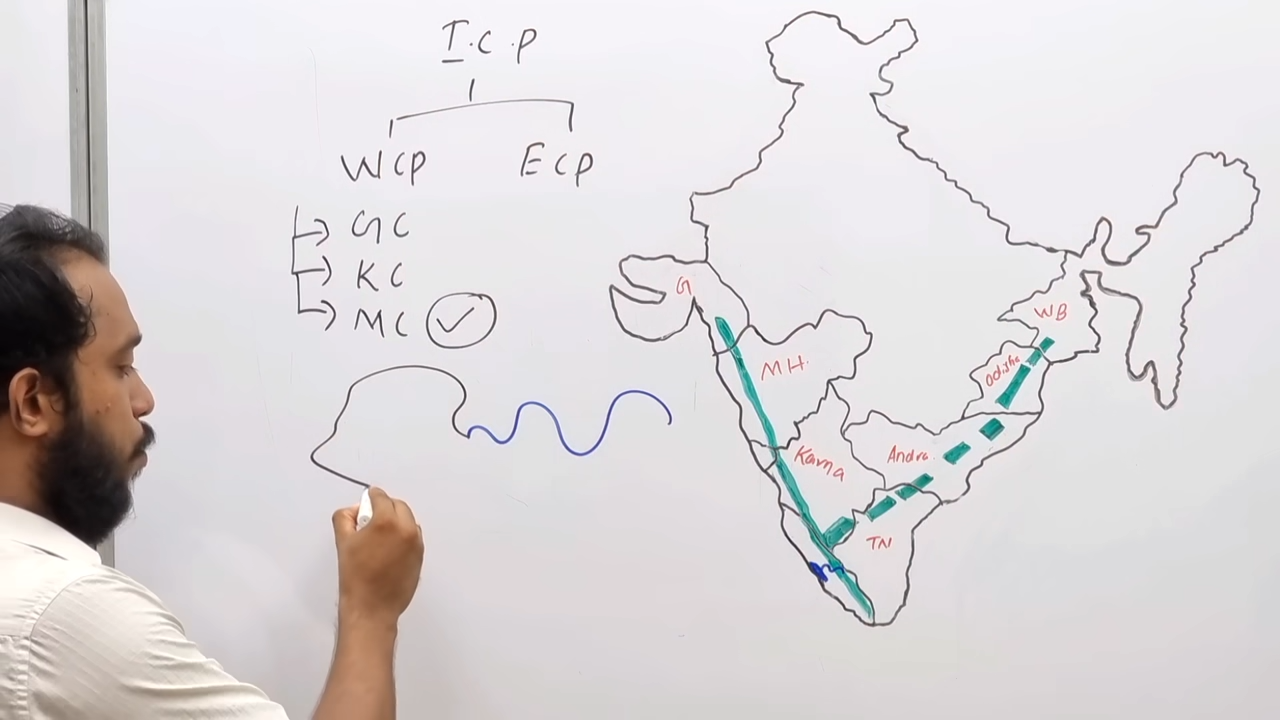 I.C.P
WCP ECP
GC
KC
MC
G
WB
MH.
Odisha
Karna
Andra.
TN